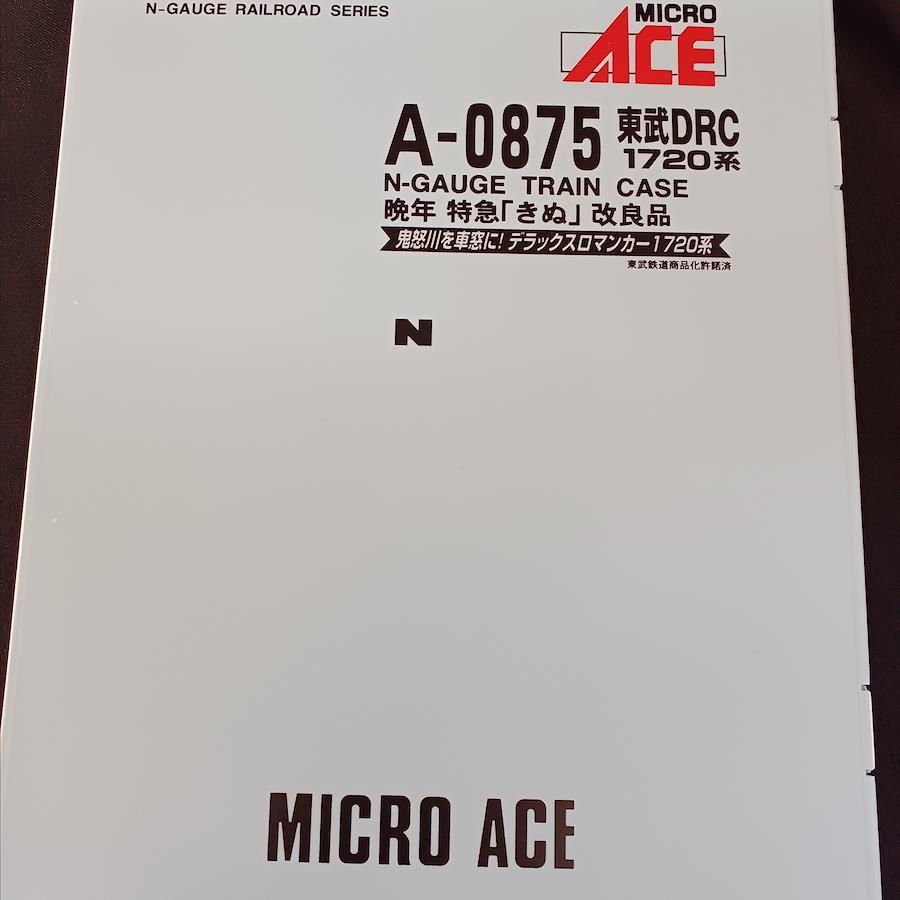 N-GAUGE RAILROAD SERIES
MICRO
ACE
A-0875 東武DRC
1720系
N-GAUGE TRAIN CASE
晩年 特急「きぬ」改良品
鬼怒川を車窓に! デラックスロマンカー1720系
東武鉄道商品化許諾済
N
MICRO ACE